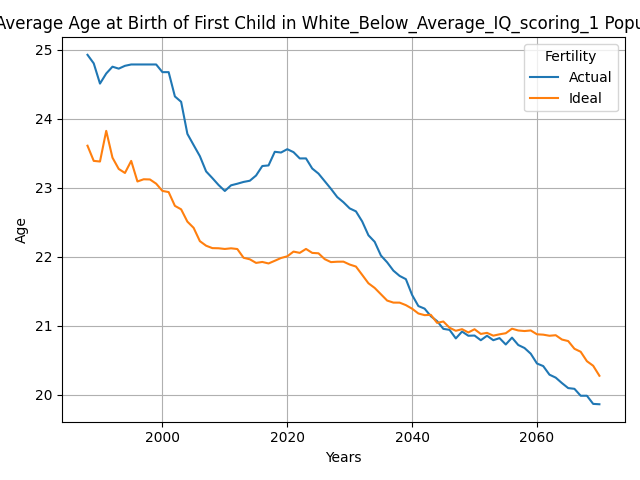 Average Age at Birth of First Child in White_Below_Average_IQ_scoring_1 Popu
Fertility
Actual
Ideal
25
24
23
22
21
20
Age
2000
2020
2040
2060
Years